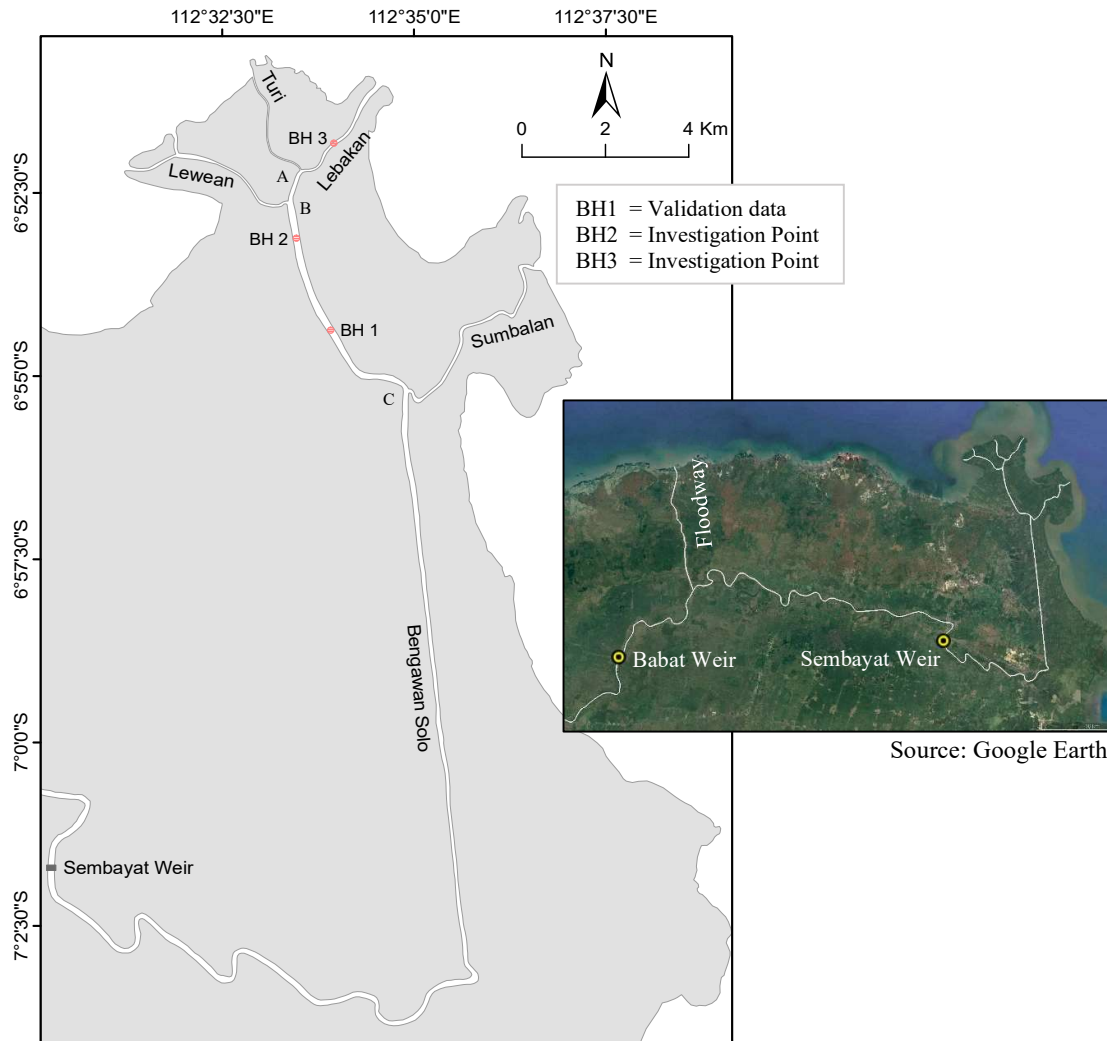 112°32'30"E
112°35'0"E
112°37'30"E
N
0 2 4 Km
Turi
BH 3
Lebakan
A
Lewean
B
6°52'30"S
BH1 = Validation data
BH2 = Investigation Point
BH3 = Investigation Point
BH 2
BH 1
Sumbalan
6°55'0"S
C
Floodway
6°57'30"S
Babat Weir
Sembayat Weir
Bengawan Solo
7°0'0"S
Source: Google Earth
Sembayat Weir
7°2'30"S